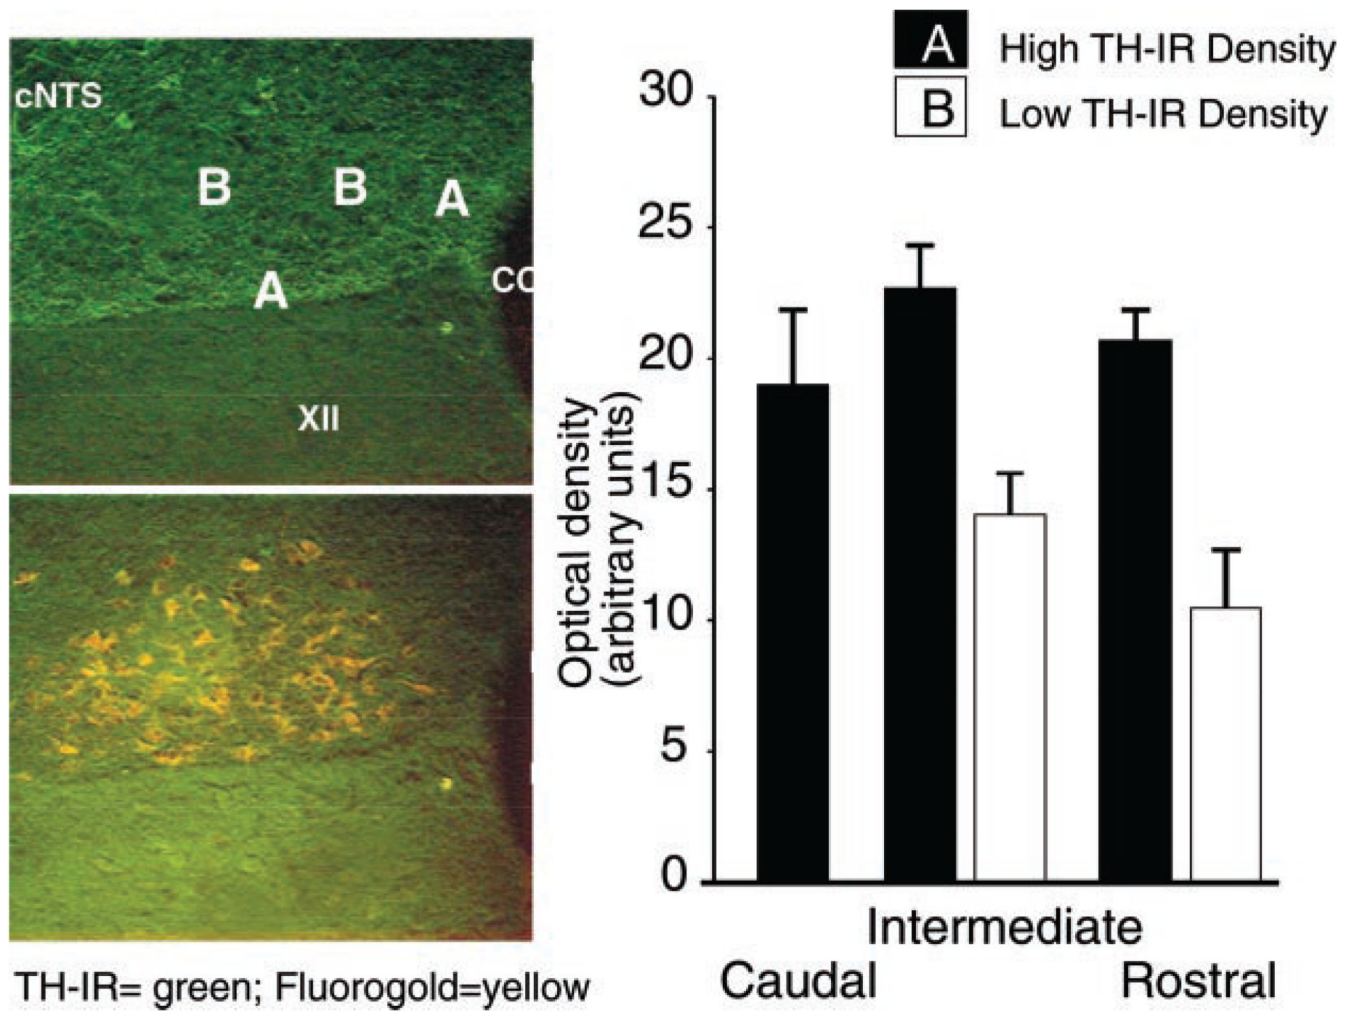 cNTS
B B A
A
CC
XII
TH-IR= green; Fluorogold=yellow
A High TH-IR Density
B Low TH-IR Density
30
25
20
15
10
5
0
Optical density
(arbitrary units)
Intermediate
Caudal Rostral